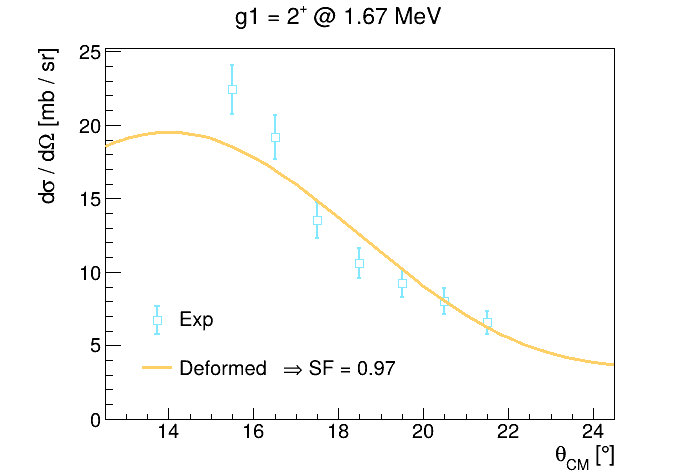 g1 = 2⁺ @ 1.67 MeV
dσ / dΩ [mb / sr]
25
20
15
10
5
0
Exp
Deformed ⇒ SF = 0.97
14 16 18 20 22 24
θ_CM [°]